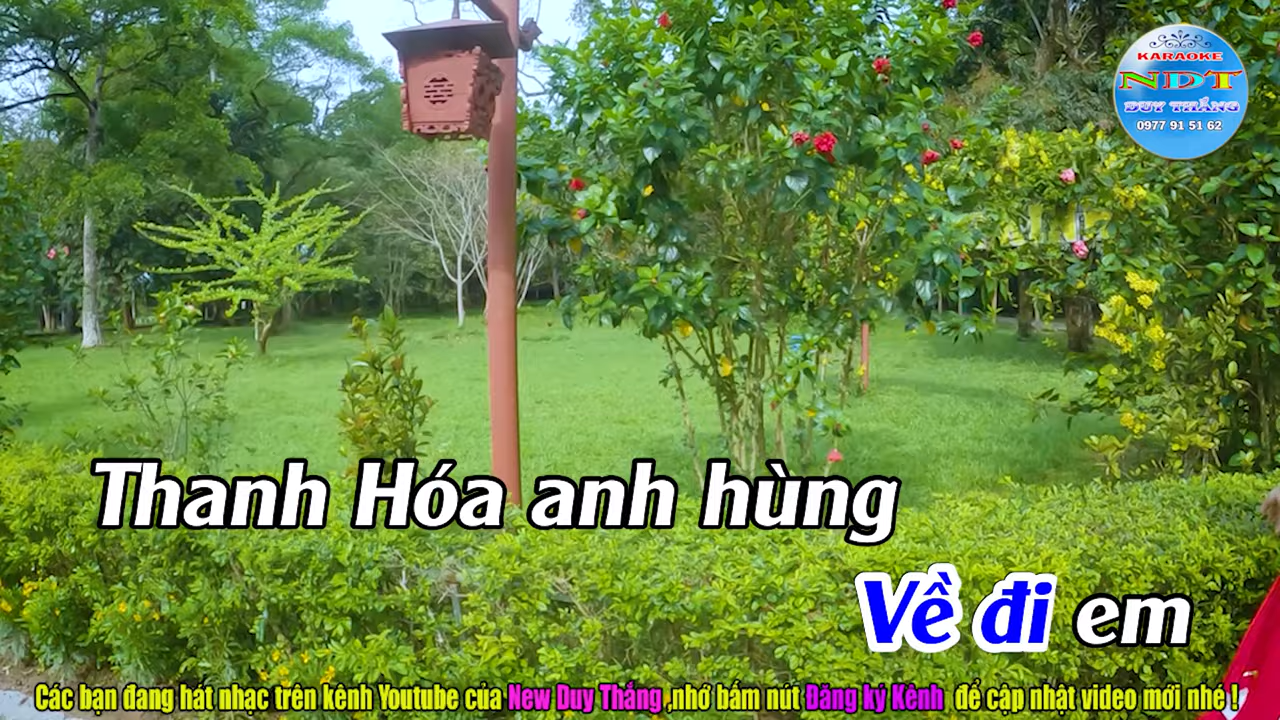 KARAOKE
NDT
DUY THẮNG
0977 91 51 62
Thanh Hóa anh hùng
Về đi em
Các bạn đang hát nhạc trên kênh Youtube của New Duy Thắng ,nhớ bấm nút Đăng ký Kênh để cập nhật video mới nhé !